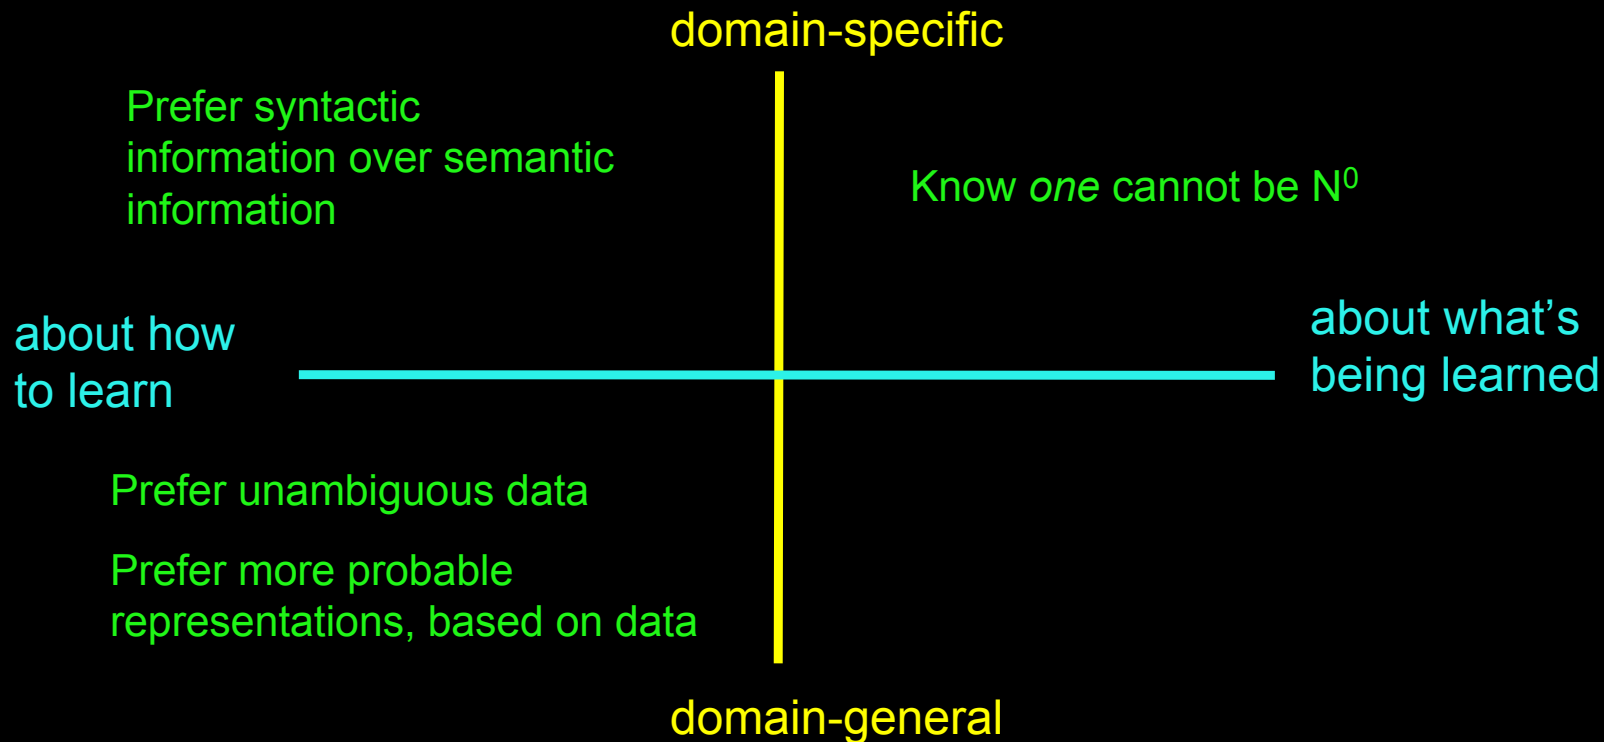 domain-specific
Prefer syntactic
information over semantic
information
Know one cannot be N⁰
about how
to learn
about what’s
being learned
Prefer unambiguous data
Prefer more probable
representations, based on data
domain-general